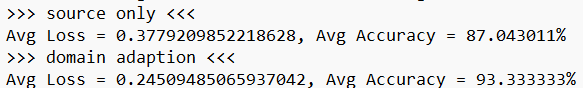 >>> source only <<<
Avg Loss = 0.3779209852218628, Avg Accuracy = 87.043011%
>>> domain adaption <<<
Avg Loss = 0.24509485065937042, Avg Accuracy = 93.333333%